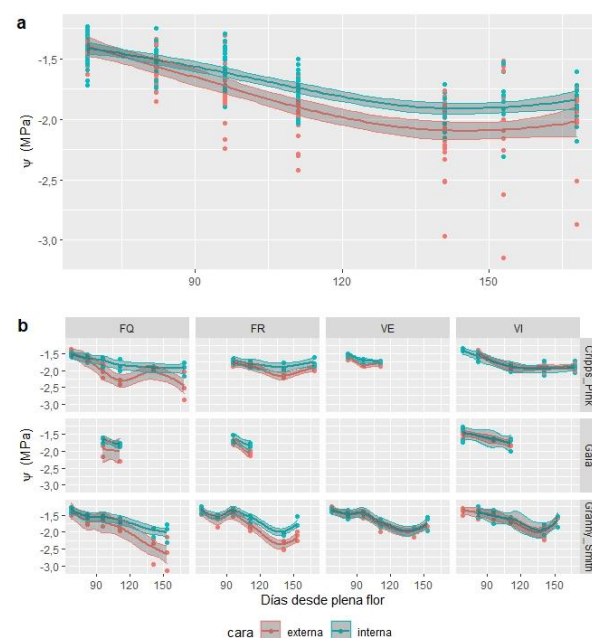 a
-1,5
-2,0
-2,5
-3,0
Ψ (MPa)
90 120 150
b
FQ FR VE VI
-1.5
-2.0
-2.5
-3.0
Cripps_Pink
-1.5
-2.0
-2.5
-3.0
Gala
-1.5
-2.0
-2.5
-3.0
Granny_Smith
Ψ (MPa)
90 120 150 90 120 150 90 120 150 90 120 150
Días desde plena flor
cara externa interna